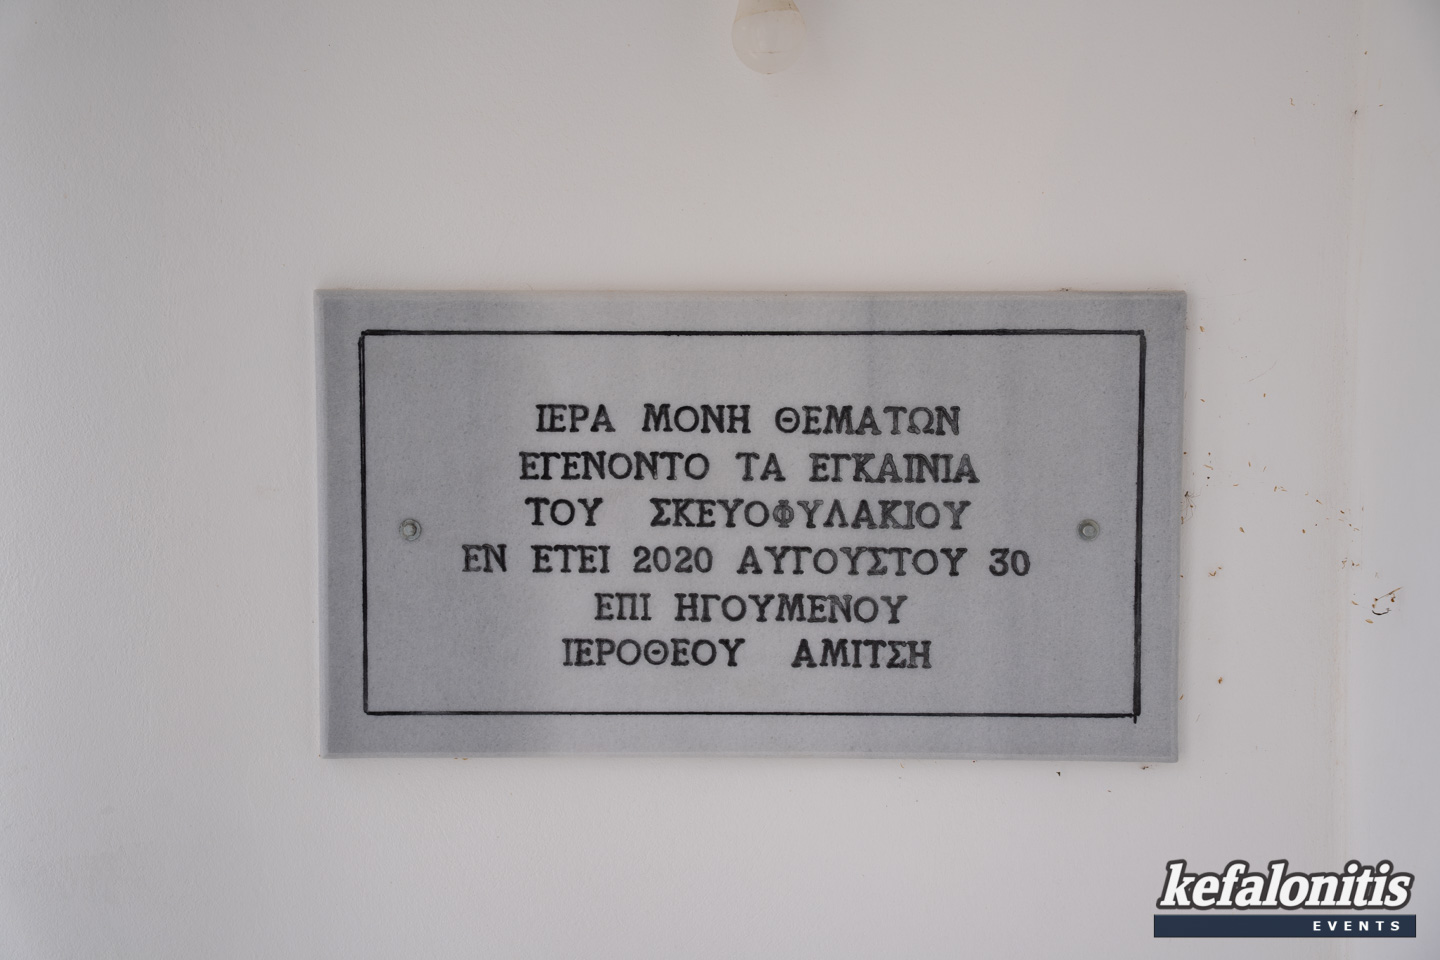 ΙΕΡΑ ΜΟΝΗ ΘΕΜΑΤΩΝ
ΕΓΕΝΟΝΤΟ ΤΑ ΕΓΚΑΙΝΙΑ
ΤΟΥ ΣΚΕΥΟΦΥΛΑΚΙΟΥ
ΕΝ ΕΤΕΙ 2020 ΑΥΓΟΥΣΤΟΥ 30
ΕΠΙ ΗΓΟΥΜΕΝΟΥ
ΙΕΡΟΘΕΟΥ ΑΜΙΤΣΗ
kefalonitis
EVENTS